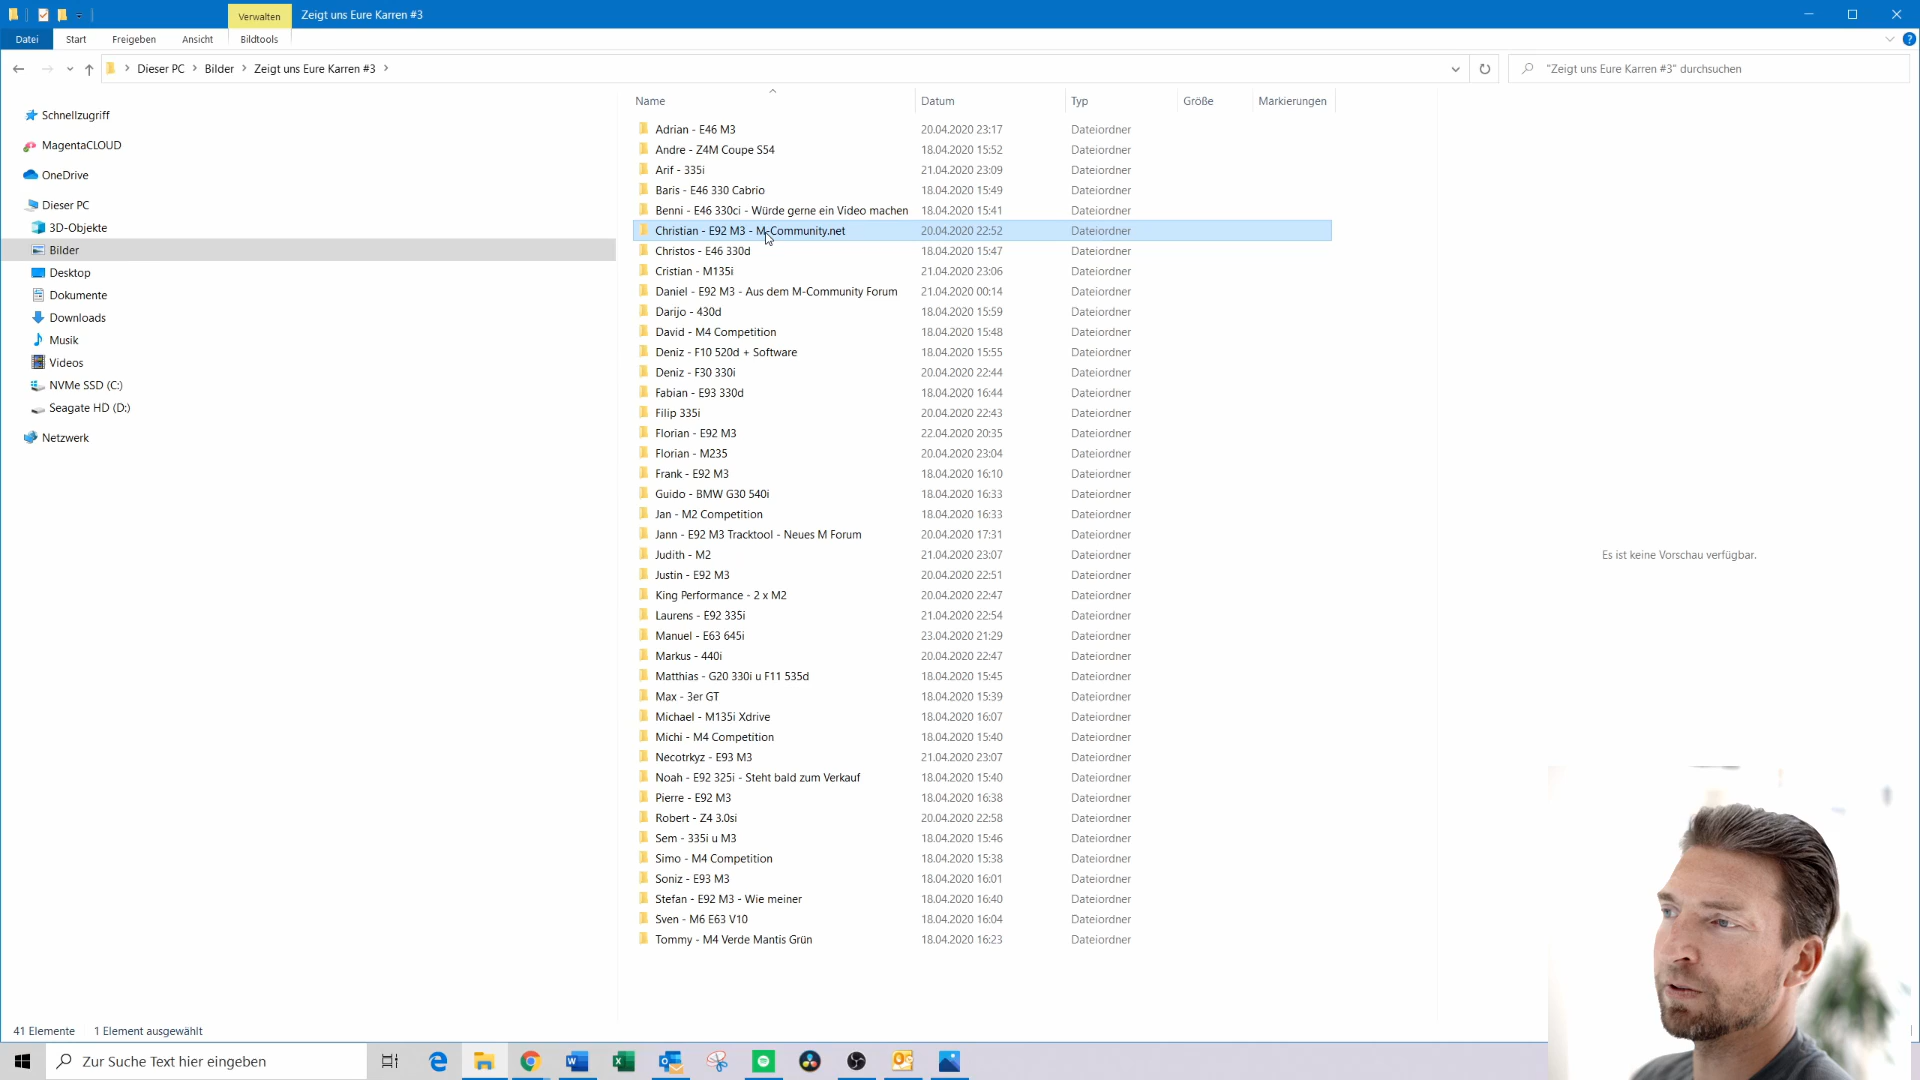 Verwalten
Zeigt uns Eure Karren #3
Datei
Start
Freigeben
Ansicht
Bildtools
Dieser PC
Bilder
Zeigt uns Eure Karren #3
"Zeigt uns Eure Karren #3" durchsuchen
Schnellzugriff
MagentaCLOUD
OneDrive
Dieser PC
3D-Objekte
Bilder
Desktop
Dokumente
Downloads
Musik
Videos
NVMe SSD (C:)
Seagate HD (D:)
Netzwerk
Name Datum Typ Größe Markierungen
Adrian - E46 M3 20.04.2020 23:17 Dateiordner
Andre - Z4M Coupe S54 18.04.2020 15:52 Dateiordner
Arif - 335i 21.04.2020 23:09 Dateiordner
Baris - E46 330 Cabrio 18.04.2020 15:49 Dateiordner
Benni - E46 330ci - Würde gerne ein Video machen 18.04.2020 15:41 Dateiordner
Christian - E92 M3 - M-Community.net 20.04.2020 22:52 Dateiordner
Christos - E46 330d 18.04.2020 15:47 Dateiordner
Cristian - M135i 21.04.2020 23:06 Dateiordner
Daniel - E92 M3 - Aus dem M-Community Forum 21.04.2020 00:14 Dateiordner
Darijo - 430d 18.04.2020 15:59 Dateiordner
David - M4 Competition 18.04.2020 15:48 Dateiordner
Deniz - F10 520d + Software 18.04.2020 15:55 Dateiordner
Deniz - F30 330i 20.04.2020 22:44 Dateiordner
Fabian - E93 330d 18.04.2020 16:44 Dateiordner
Filip 335i 20.04.2020 22:43 Dateiordner
Florian - E92 M3 22.04.2020 20:35 Dateiordner
Florian - M235 20.04.2020 23:04 Dateiordner
Frank - E92 M3 18.04.2020 16:10 Dateiordner
Guido - BMW G30 540i 18.04.2020 16:33 Dateiordner
Jan - M2 Competition 18.04.2020 16:33 Dateiordner
Jann - E92 M3 Tracktool - Neues M Forum 20.04.2020 17:31 Dateiordner
Judith - M2 21.04.2020 23:07 Dateiordner
Justin - E92 M3 20.04.2020 22:51 Dateiordner
King Performance - 2 x M2 20.04.2020 22:47 Dateiordner
Laurens - E92 335i 21.04.2020 22:54 Dateiordner
Manuel - E63 645i 23.04.2020 21:29 Dateiordner
Markus - 440i 20.04.2020 22:47 Dateiordner
Matthias - G20 330i u F11 535d 18.04.2020 15:45 Dateiordner
Max - 3er GT 18.04.2020 15:39 Dateiordner
Michael - M135i Xdrive 18.04.2020 16:07 Dateiordner
Michi - M4 Competition 18.04.2020 15:40 Dateiordner
Necotrkyz - E93 M3 21.04.2020 23:07 Dateiordner
Noah - E92 325i - Steht bald zum Verkauf 18.04.2020 15:40 Dateiordner
Pierre - E92 M3 18.04.2020 16:38 Dateiordner
Robert - Z4 3.0si 20.04.2020 22:58 Dateiordner
Sem - 335i u M3 18.04.2020 15:46 Dateiordner
Simo - M4 Competition 18.04.2020 15:38 Dateiordner
Soniz - E93 M3 18.04.2020 16:01 Dateiordner
Stefan - E92 M3 - Wie meiner 18.04.2020 16:40 Dateiordner
Sven - M6 E63 V10 18.04.2020 16:04 Dateiordner
Tommy - M4 Verde Mantis Grün 18.04.2020 16:23 Dateiordner
Es ist keine Vorschau verfügbar.
41 Elemente
1 Element ausgewählt
Zur Suche Text hier eingeben